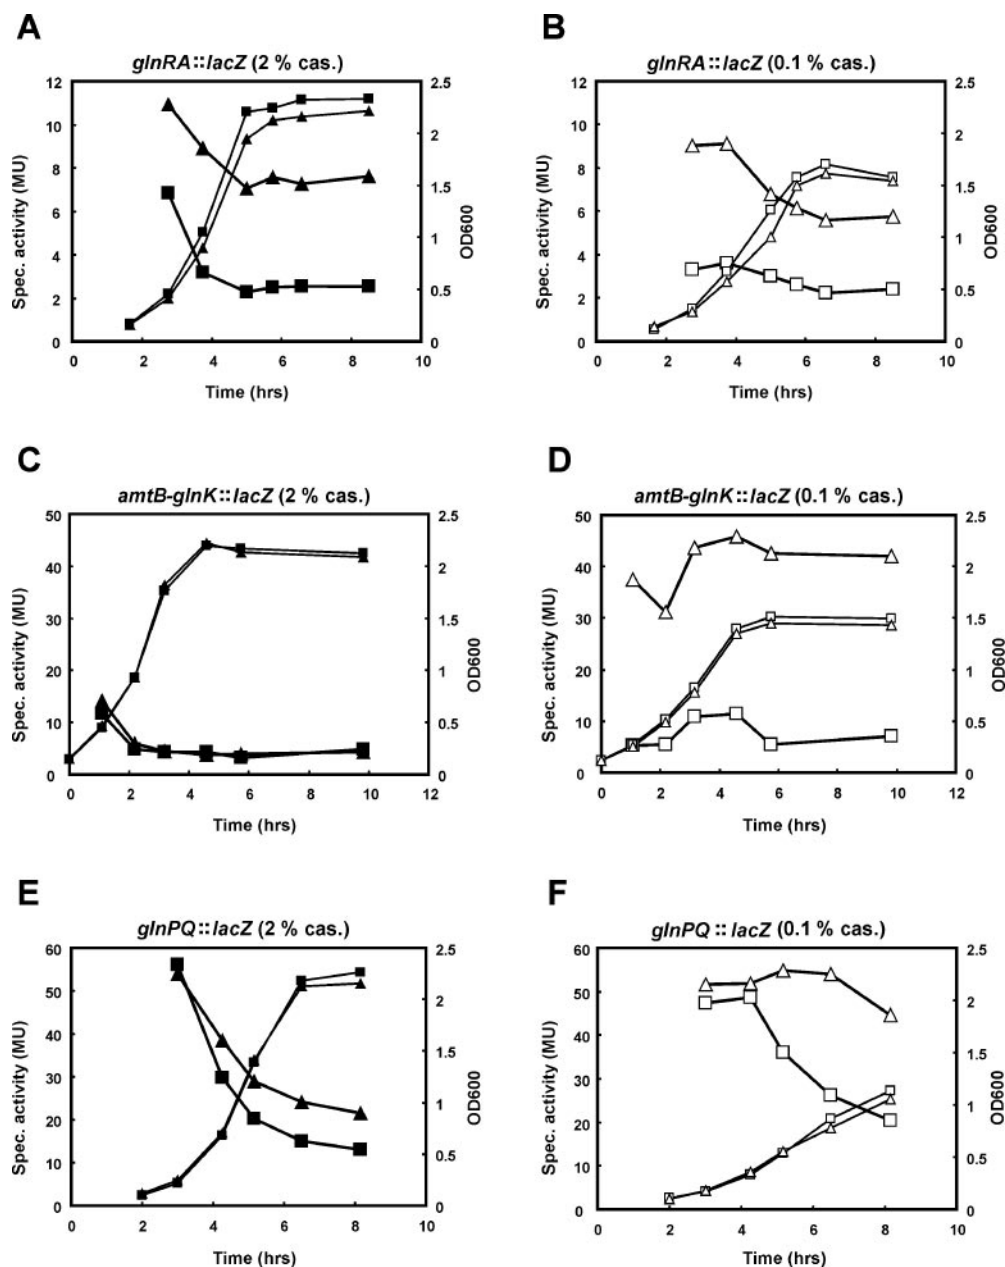 A
glnRA::lacZ (2 % cas.)
12
10
8
6
4
2
0
Spec. activity (MU)
2.5
2
1.5
1
0.5
0
OD600
0 2 4 6 8 10
Time (hrs)
B
glnRA::lacZ (0.1 % cas.)
12
10
8
6
4
2
0
Spec. activity (MU)
2.5
2
1.5
1
0.5
0
OD600
0 2 4 6 8 10
Time (hrs)
C
amtB-glnK::lacZ (2 % cas.)
50
40
30
20
10
0
Spec. activity (MU)
2.5
2
1.5
1
0.5
0
OD600
0 2 4 6 8 10 12
Time (hrs)
D
amtB-glnK::lacZ (0.1 % cas.)
50
40
30
20
10
0
Spec. activity (MU)
2.5
2
1.5
1
0.5
0
OD600
0 2 4 6 8 10 12
Time (hrs)
E
glnPQ::lacZ (2 % cas.)
60
50
40
30
20
10
0
Spec. activity (MU)
2.5
2
1.5
1
0.5
0
OD600
0 2 4 6 8 10
Time (hrs)
F
glnPQ::lacZ (0.1 % cas.)
60
50
40
30
20
10
0
Spec. activity (MU)
2.5
2
1.5
1
0.5
0
OD600
0 2 4 6 8 10
Time (hrs)